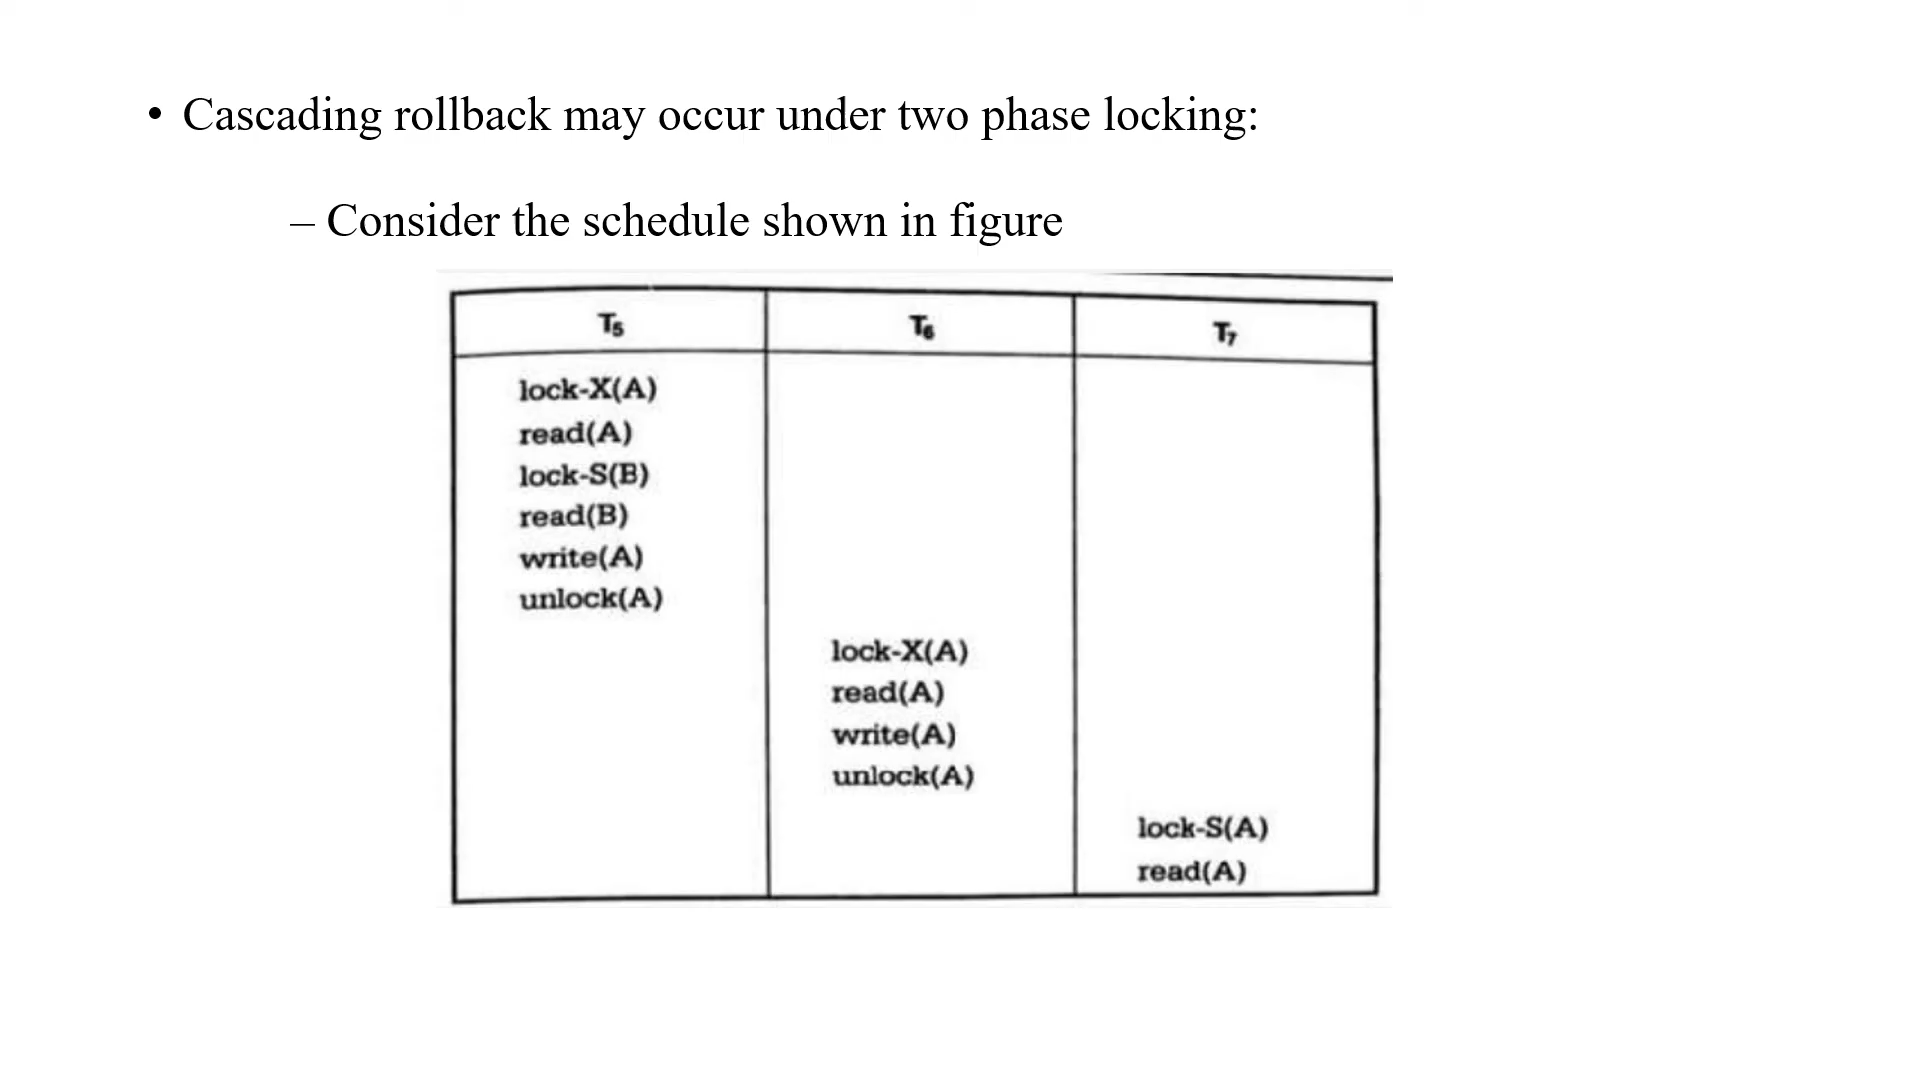 • Cascading rollback may occur under two phase locking:
– Consider the schedule shown in figure
T5 T6 T7
lock-X(A)
read(A)
lock-S(B)
read(B)
write(A)
unlock(A)
lock-X(A)
read(A)
write(A)
unlock(A)
lock-S(A)
read(A)